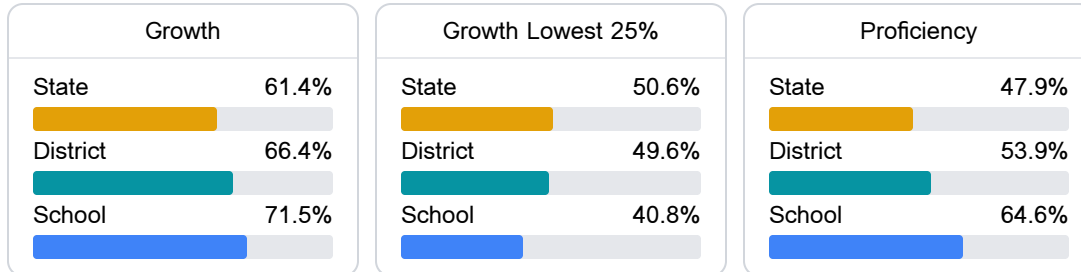 Growth
State 61.4%
District 66.4%
School 71.5%
Growth Lowest 25%
State 50.6%
District 49.6%
School 40.8%
Proficiency
State 47.9%
District 53.9%
School 64.6%